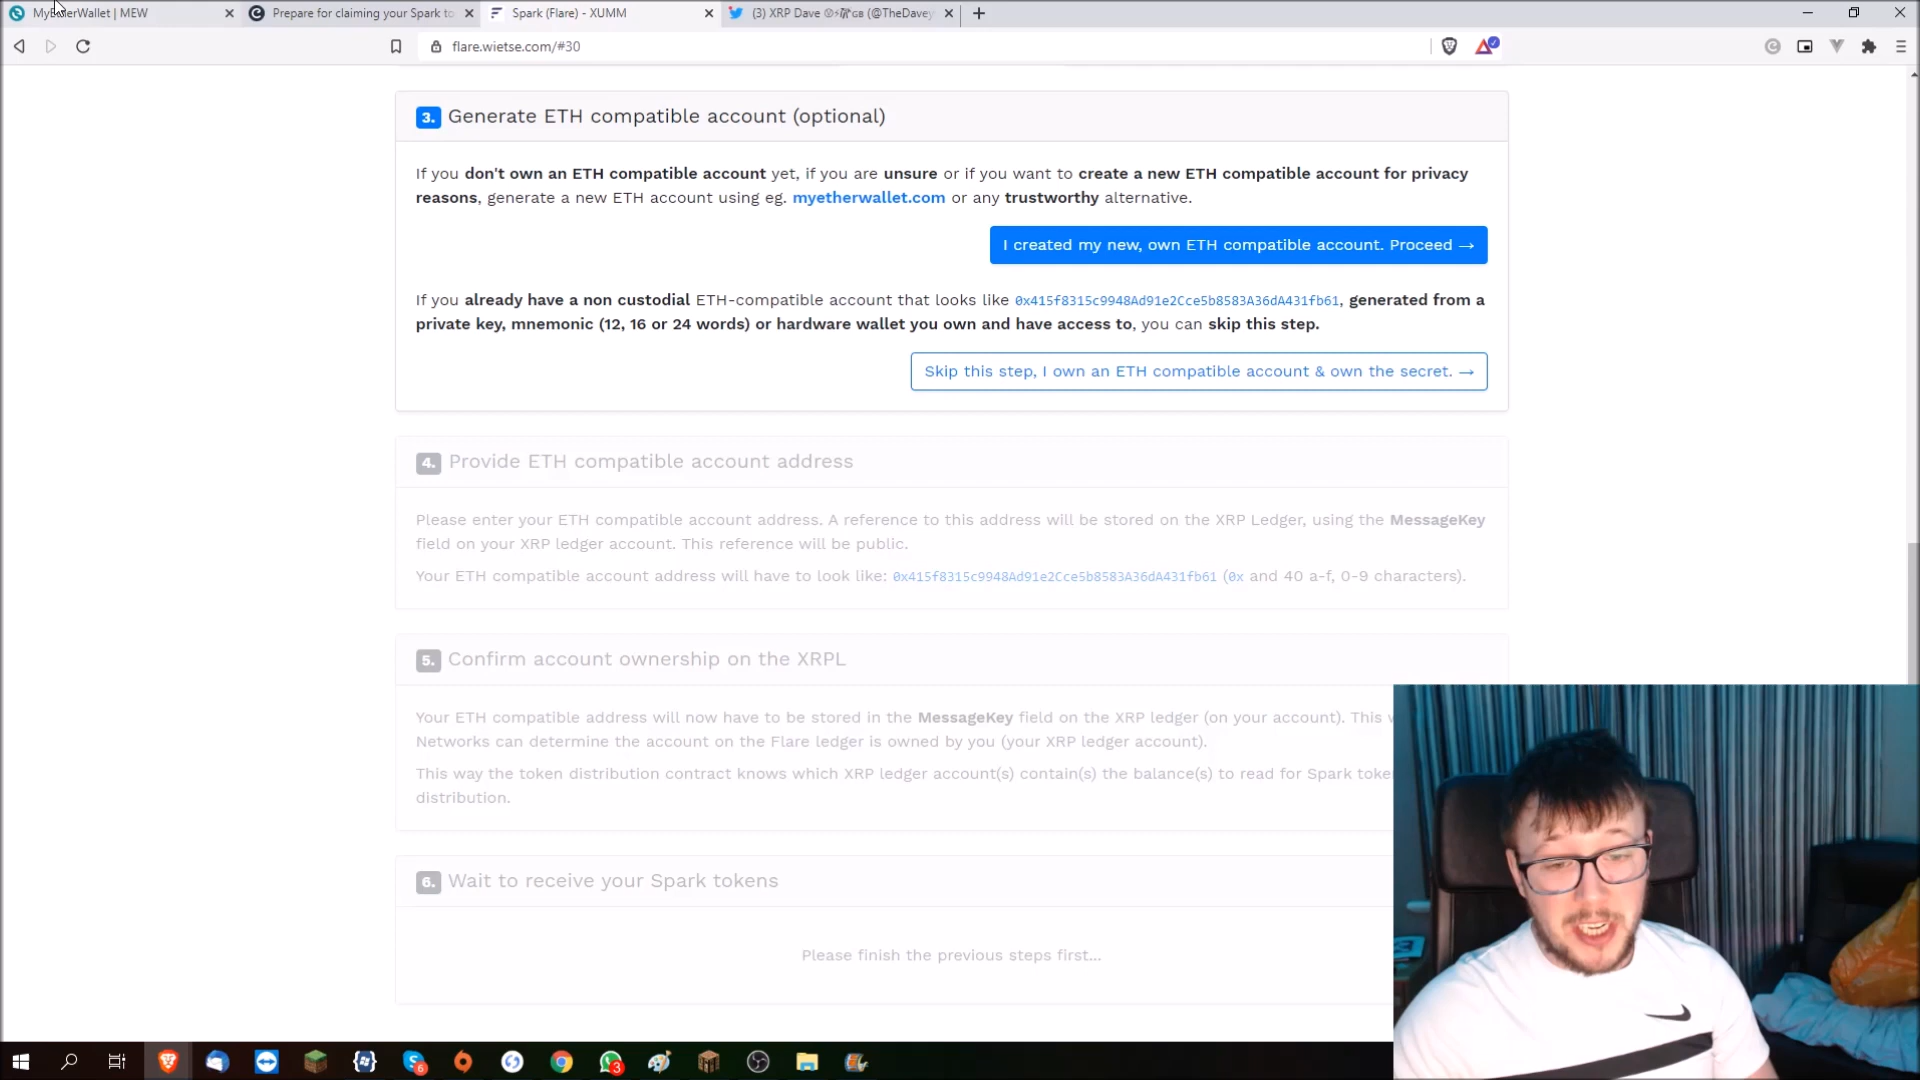 MyEtherWallet | MEW
Prepare for claiming your Spark to
Spark (Flare) - XUMM
(3) XRP Dave
(@TheDavey
flare.wietse.com/#30
3. Generate ETH compatible account (optional)
If you don't own an ETH compatible account yet, if you are unsure or if you want to create a new ETH compatible account for privacy
reasons, generate a new ETH account using eg. myetherwallet.com or any trustworthy alternative.
I created my new, own ETH compatible account. Proceed →
If you already have a non custodial ETH-compatible account that looks like 0x415f8315c9948Ad91e2Cce5b8583A36dA431fb61, generated from a
private key, mnemonic (12, 16 or 24 words) or hardware wallet you own and have access to, you can skip this step.
Skip this step, I own an ETH compatible account & own the secret. →
4. Provide ETH compatible account address
Please enter your ETH compatible account address. A reference to this address will be stored on the XRP Ledger, using the MessageKey
field on your XRP ledger account. This reference will be public.
Your ETH compatible account address will have to look like: 0x415f8315c9948Ad91e2Cce5b8583A36dA431fb61 (0x and 40 a-f, 0-9 characters).
5. Confirm account ownership on the XRPL
Your ETH compatible address will now have to be stored in the MessageKey field on the XRP ledger (on your account). This w
Networks can determine the account on the Flare ledger is owned by you (your XRP ledger account).
This way the token distribution contract knows which XRP ledger account(s) contain(s) the balance(s) to read for Spark toke
distribution.
6. Wait to receive your Spark tokens
Please finish the previous steps first...
6
3